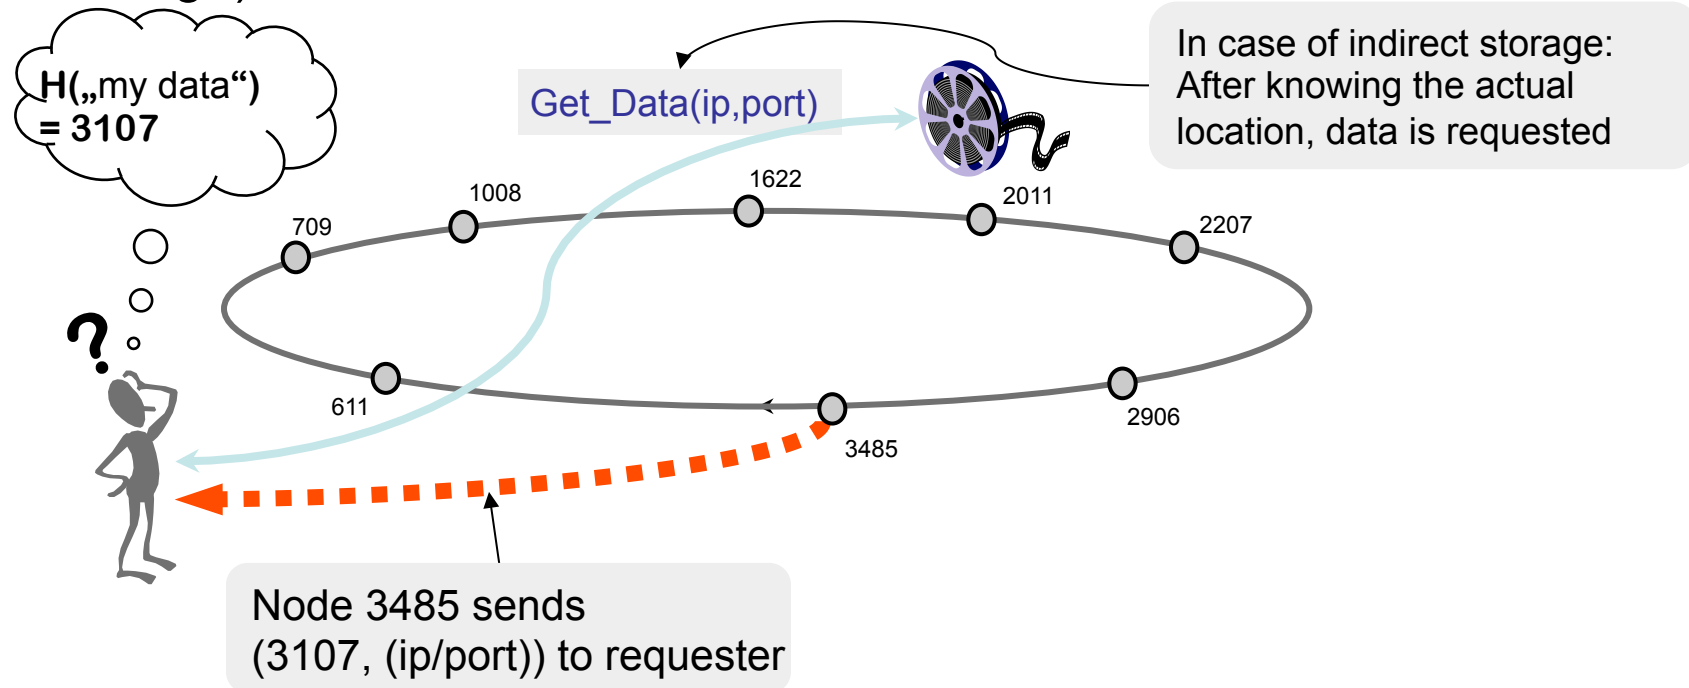 H(„my data“)
= 3107
Get_Data(ip,port)
In case of indirect storage:
After knowing the actual
location, data is requested
1008
1622
2011
2207
709
?
611
3485
2906
Node 3485 sends
(3107, (ip/port)) to requester